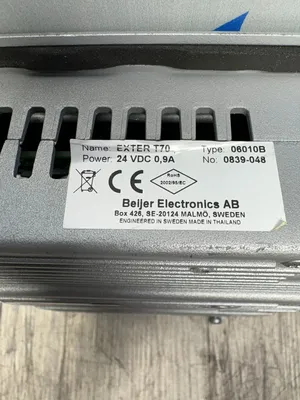 Name: EXTER T70 Type: 06010B
Power: 24 VDC 0,9A No: 0839-048
CE
RoHS
2002/95/EC
Beijer Electronics AB
Box 426, SE-20124 MALMÖ, SWEDEN
ENGINEERED IN SWEDEN MADE IN THAILAND